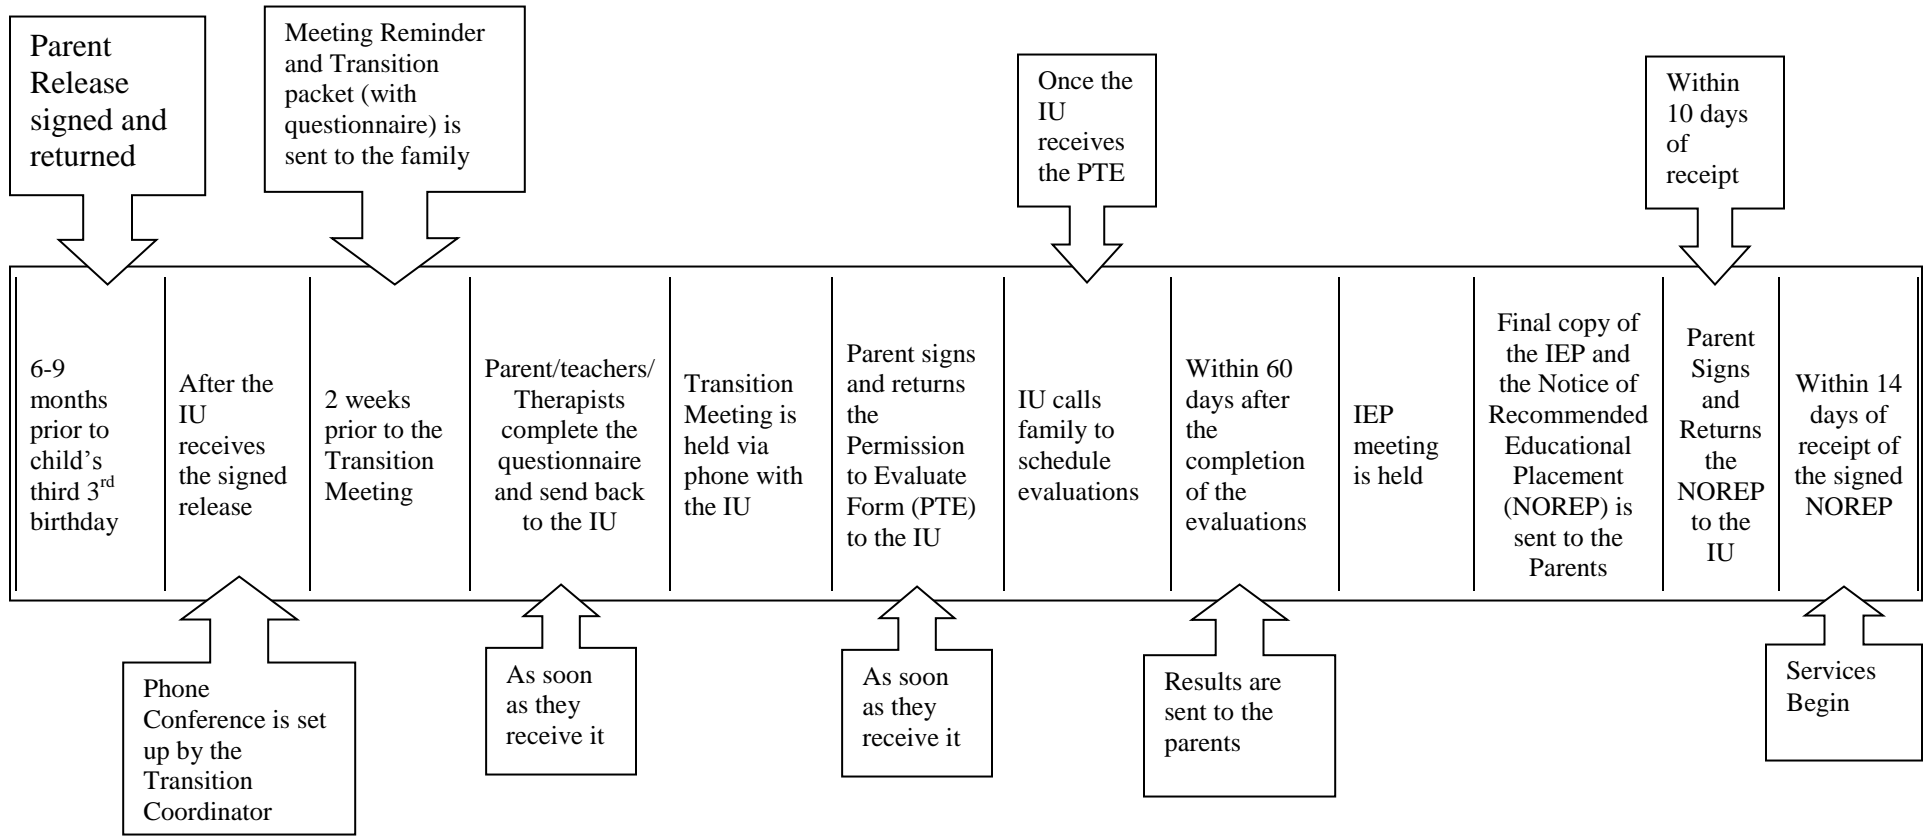 Parent
Release
signed and
returned
Meeting Reminder
and Transition
packet (with
questionnaire) is
sent to the family
Once the
IU
receives
the PTE
Within
10 days
of
receipt
6-9
months
prior to
child's
third 3rd
birthday
After the
IU
receives
the signed
release
2 weeks
prior to the
Transition
Meeting
Parent/teachers/
Therapists
complete the
questionnaire
and send back
to the IU
Transition
Meeting is
held via
phone with
the IU
Parent signs
and returns
the
Permission
to Evaluate
Form (PTE)
to the IU
IU calls
family to
schedule
evaluations
Within 60
days after
the
completion
of the
evaluations
IEP
meeting
is held
Final copy of
the IEP and
the Notice of
Recommended
Educational
Placement
(NOREP) is
sent to the
Parents
Parent
Signs
and
Returns
the
NOREP
to the
IU
Within 14
days of
receipt of
the signed
NOREP
Phone
Conference is set
up by the
Transition
Coordinator
As soon
as they
receive it
As soon
as they
receive it
Results are
sent to the
parents
Services
Begin